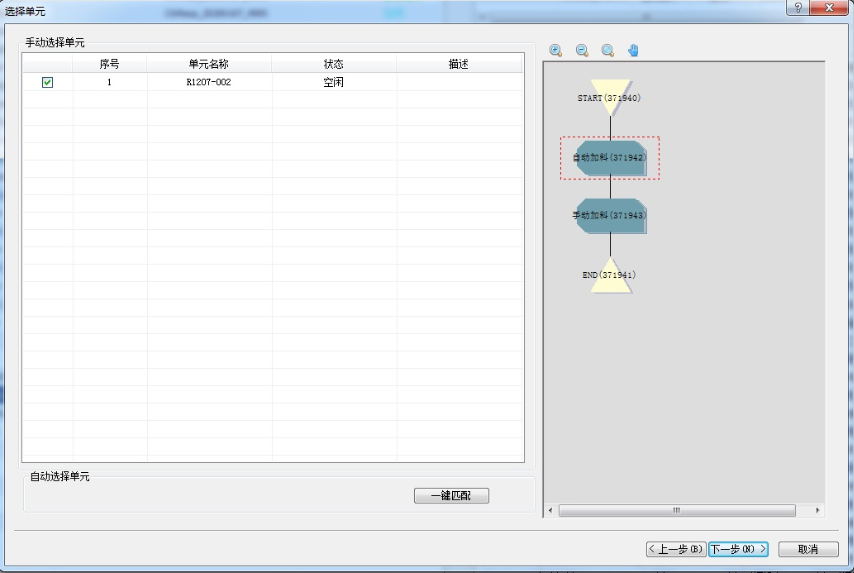 选择单元
?
手动选择单元
序号 单元名称 状态 描述
1 R1207-002 空闲
START(371940)
自动加料(371942)
手动加料(371943)
END(371941)
自动选择单元
一键匹配
< 上一步(B) 下一步(N) > 取消